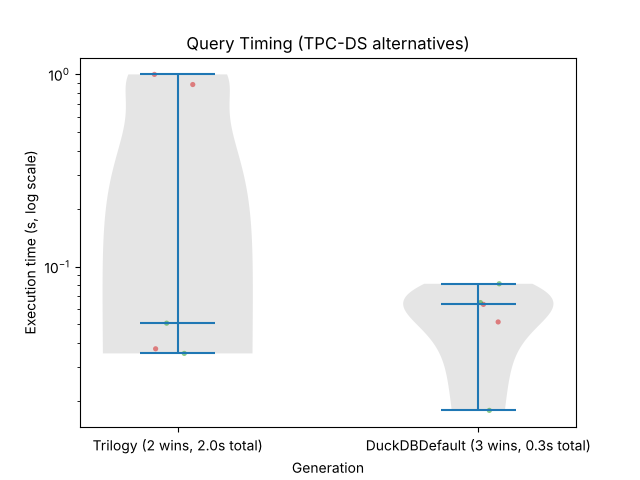 Query Timing (TPC-DS alternatives)
Execution time (s, log scale)
10⁰
10⁻¹
Trilogy (2 wins, 2.0s total)
DuckDBDefault (3 wins, 0.3s total)
Generation